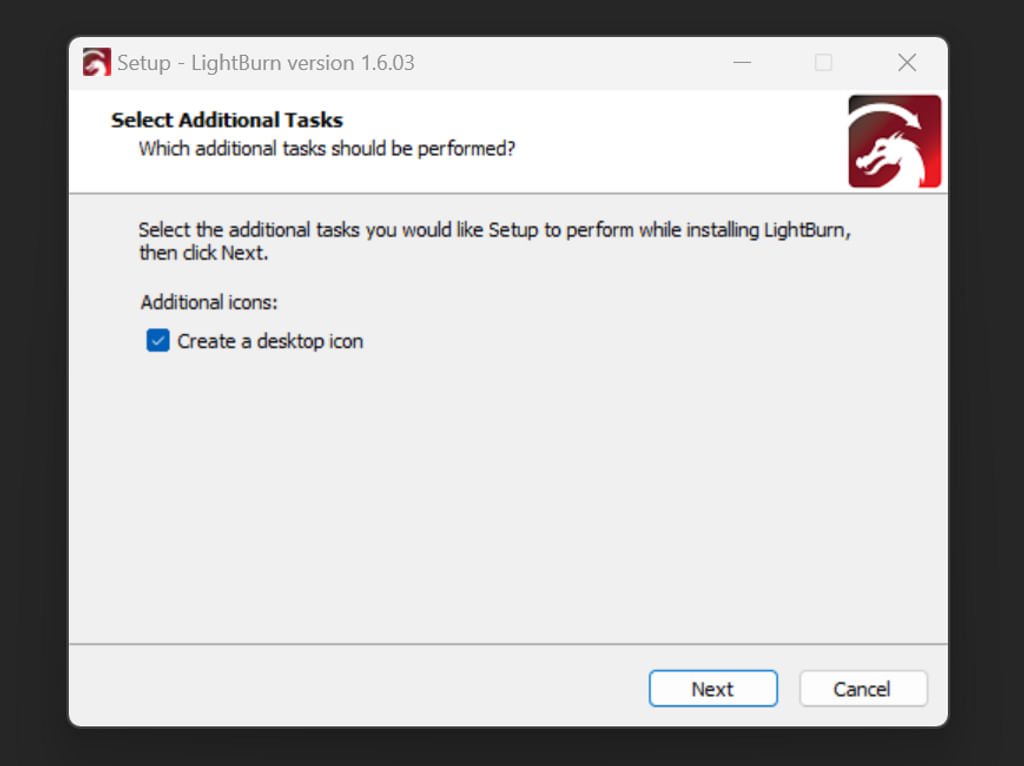 Setup - LightBurn version 1.6.03
Select Additional Tasks
Which additional tasks should be performed?
Select the additional tasks you would like Setup to perform while installing LightBurn,
then click Next.
Additional icons:
Create a desktop icon
Next
Cancel